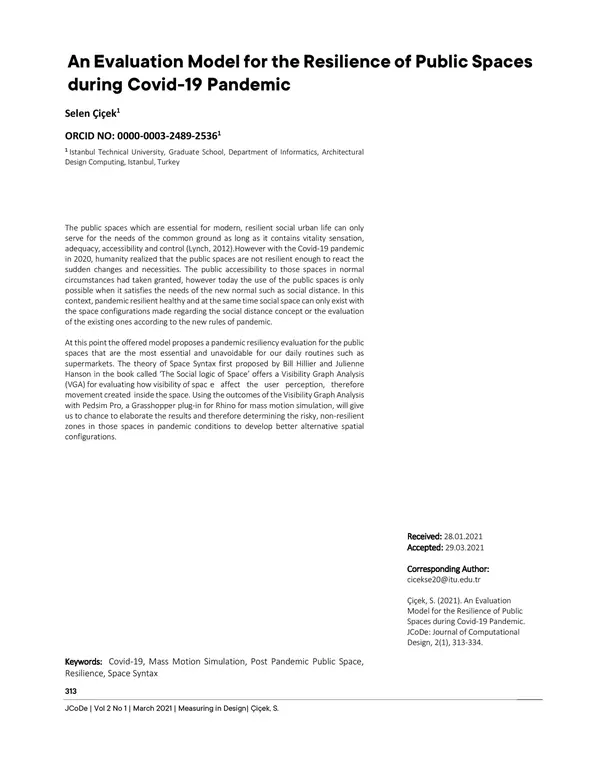 An Evaluation Model for the Resilience of Public Spaces
during Covid-19 Pandemic
Selen Çiçek1
ORCID NO: 0000-0003-2489-25361
1 Istanbul Technical University, Graduate School, Department of Informatics, Architectural
Design Computing, Istanbul, Turkey
The public spaces which are essential for modern, resilient social urban life can only
serve for the needs of the common ground as long as it contains vitality sensation,
adequacy, accessibility and control (Lynch, 2012).However with the Covid-19 pandemic
in 2020, humanity realized that the public spaces are not resilient enough to react the
sudden changes and necessities. The public accessibility to those spaces in normal
circumstances had taken granted, however today the use of the public spaces is only
possible when it satisfies the needs of the new normal such as social distance. In this
context, pandemic resilient healthy and at the same time social space can only exist with
the space configurations made regarding the social distance concept or the evaluation
of the existing ones according to the new rules of pandemic.
At this point the offered model proposes a pandemic resiliency evaluation for the public
spaces that are the most essential and unavoidable for our daily routines such as
supermarkets. The theory of Space Syntax first proposed by Bill Hillier and Julienne
Hanson in the book called 'The Social logic of Space' offers a Visibility Graph Analysis
(VGA) for evaluating how visibility of spac e affect the user perception, therefore
movement created inside the space. Using the outcomes of the Visibility Graph Analysis
with Pedsim Pro, a Grasshopper plug-in for Rhino for mass motion simulation, will give
us to chance to elaborate the results and therefore determining the risky, non-resilient
zones in those spaces in pandemic conditions to develop better alternative spatial
configurations.
Received: 28.01.2021
Accepted: 29.03.2021
Corresponding Author:
cicekse20@itu.edu.tr
Çiçek, S. (2021). An Evaluation
Model for the Resilience of Public
Spaces during Covid-19 Pandemic.
JCoDe: Journal of Computational
Design, 2(1), 313-334.
Keywords: Covid-19, Mass Motion Simulation, Post Pandemic Public Space,
Resilience, Space Syntax
313
JCoDe | Vol 2 No 1 | March 2021 | Measuring in Design| Çiçek, S.